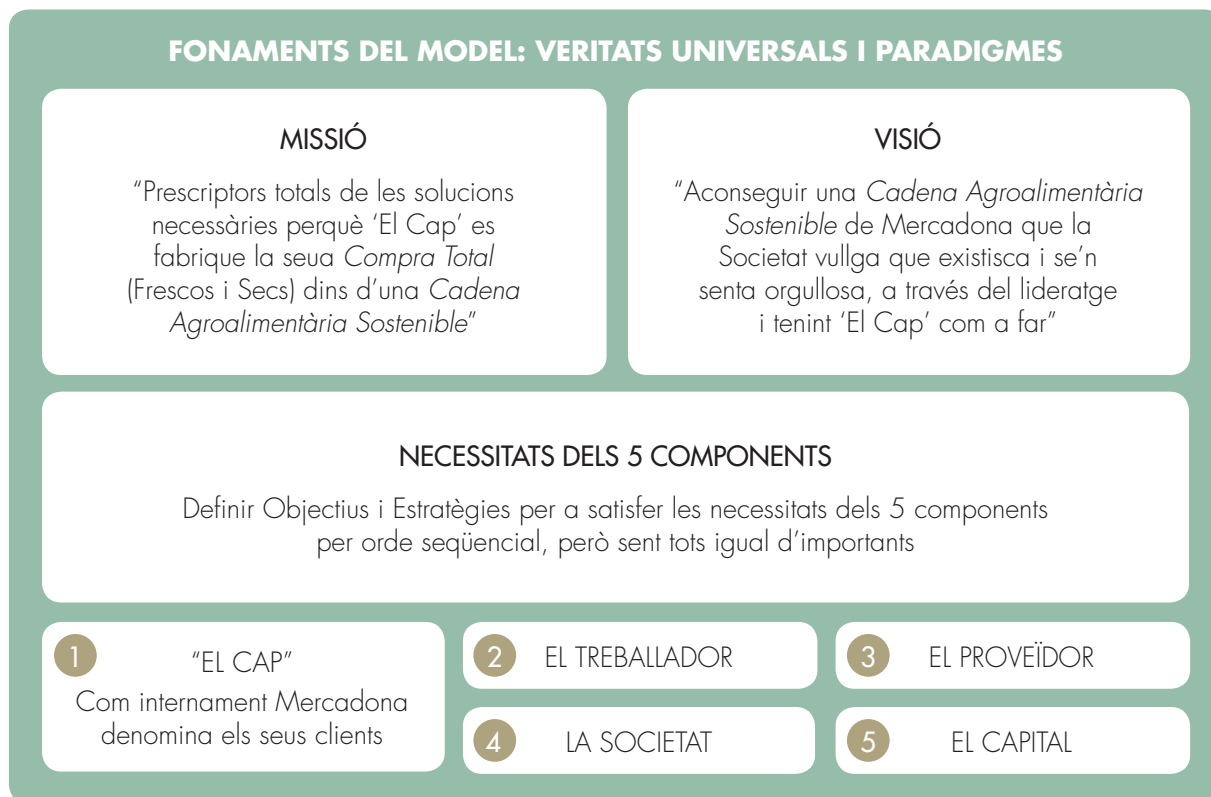 FONAMENTS DEL MODEL: VERITATS UNIVERSALS I PARADIGMES
MISSIÓ
“Prescriptors totals de les solucions
necessàries perquè ‘El Cap’ es
fabrique la seua Compra Total
(Frescos i Secs) dins d’una Cadena
Agroalimentària Sostenible”
VISIÓ
“Aconseguir una Cadena Agroalimentària
Sostenible de Mercadona que la
Societat vullga que existisca i se’n
senta orgullosa, a través del lideratge
i tenint ‘El Cap’ com a far”
NECESSITATS DELS 5 COMPONENTS
Definir Objectius i Estratègies per a satisfer les necessitats dels 5 components
per orde seqüencial, però sent tots igual d’importants
1 “EL CAP”
Com internament Mercadona
denomina els seus clients
2 EL TREBALLADOR
3 EL PROVEÏDOR
4 LA SOCIETAT
5 EL CAPITAL